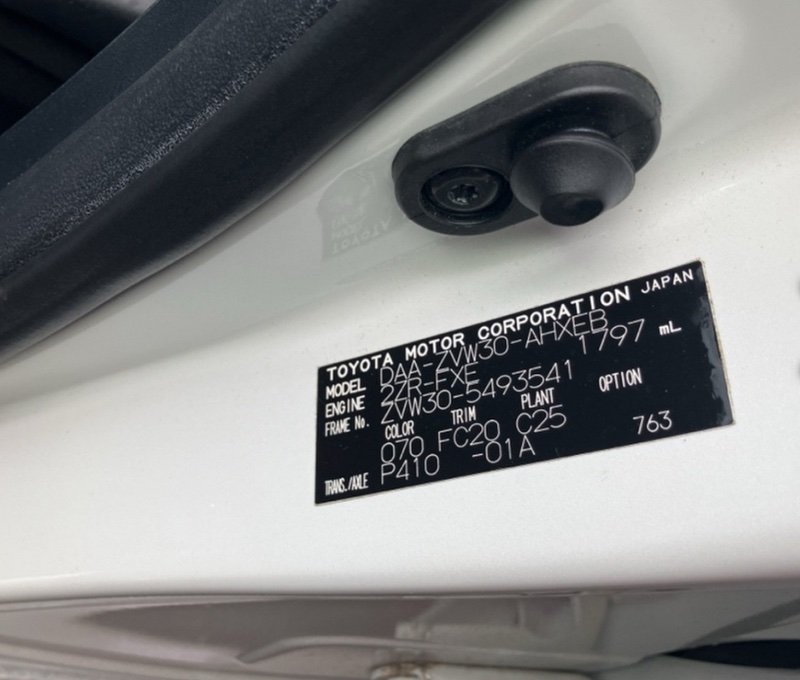 TOYOTA MOTOR CORPORATION JAPAN
MODEL DAA-ZVW30-AHXEB
ENGINE 2ZR-FXE 1797 mL
FRAME No. ZVW30-5493541
COLOR TRIM PLANT OPTION
070 FC20 C25
TRANS./AXLE P410 -01A 763